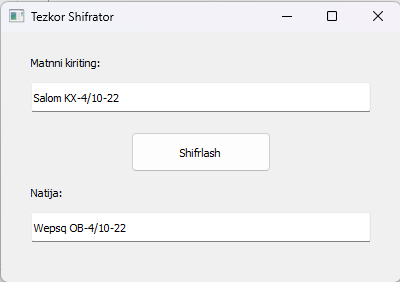 Tezkor Shifrator
Matnni kiriting:
Salom KX-4/10-22
Shifrlash
Natija:
Wepsq OB-4/10-22